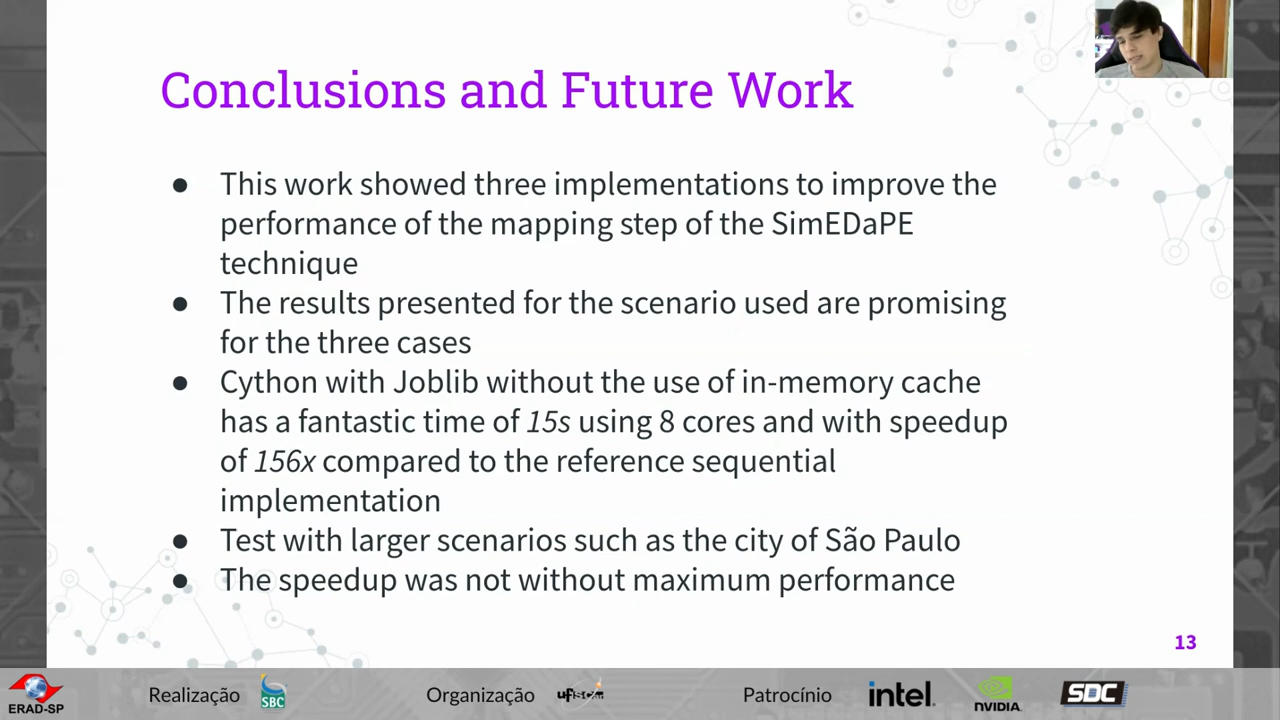 Conclusions and Future Work
● This work showed three implementations to improve the
performance of the mapping step of the SimEDaPE
technique
● The results presented for the scenario used are promising
for the three cases
● Cython with Joblib without the use of in-memory cache
has a fantastic time of 15s using 8 cores and with speedup
of 156x compared to the reference sequential
implementation
● Test with larger scenarios such as the city of São Paulo
● The speedup was not without maximum performance
13
ERAD-SP
Realização
SBC
Organização
ufscar
Patrocínio
intel.
NVIDIA.
SDC